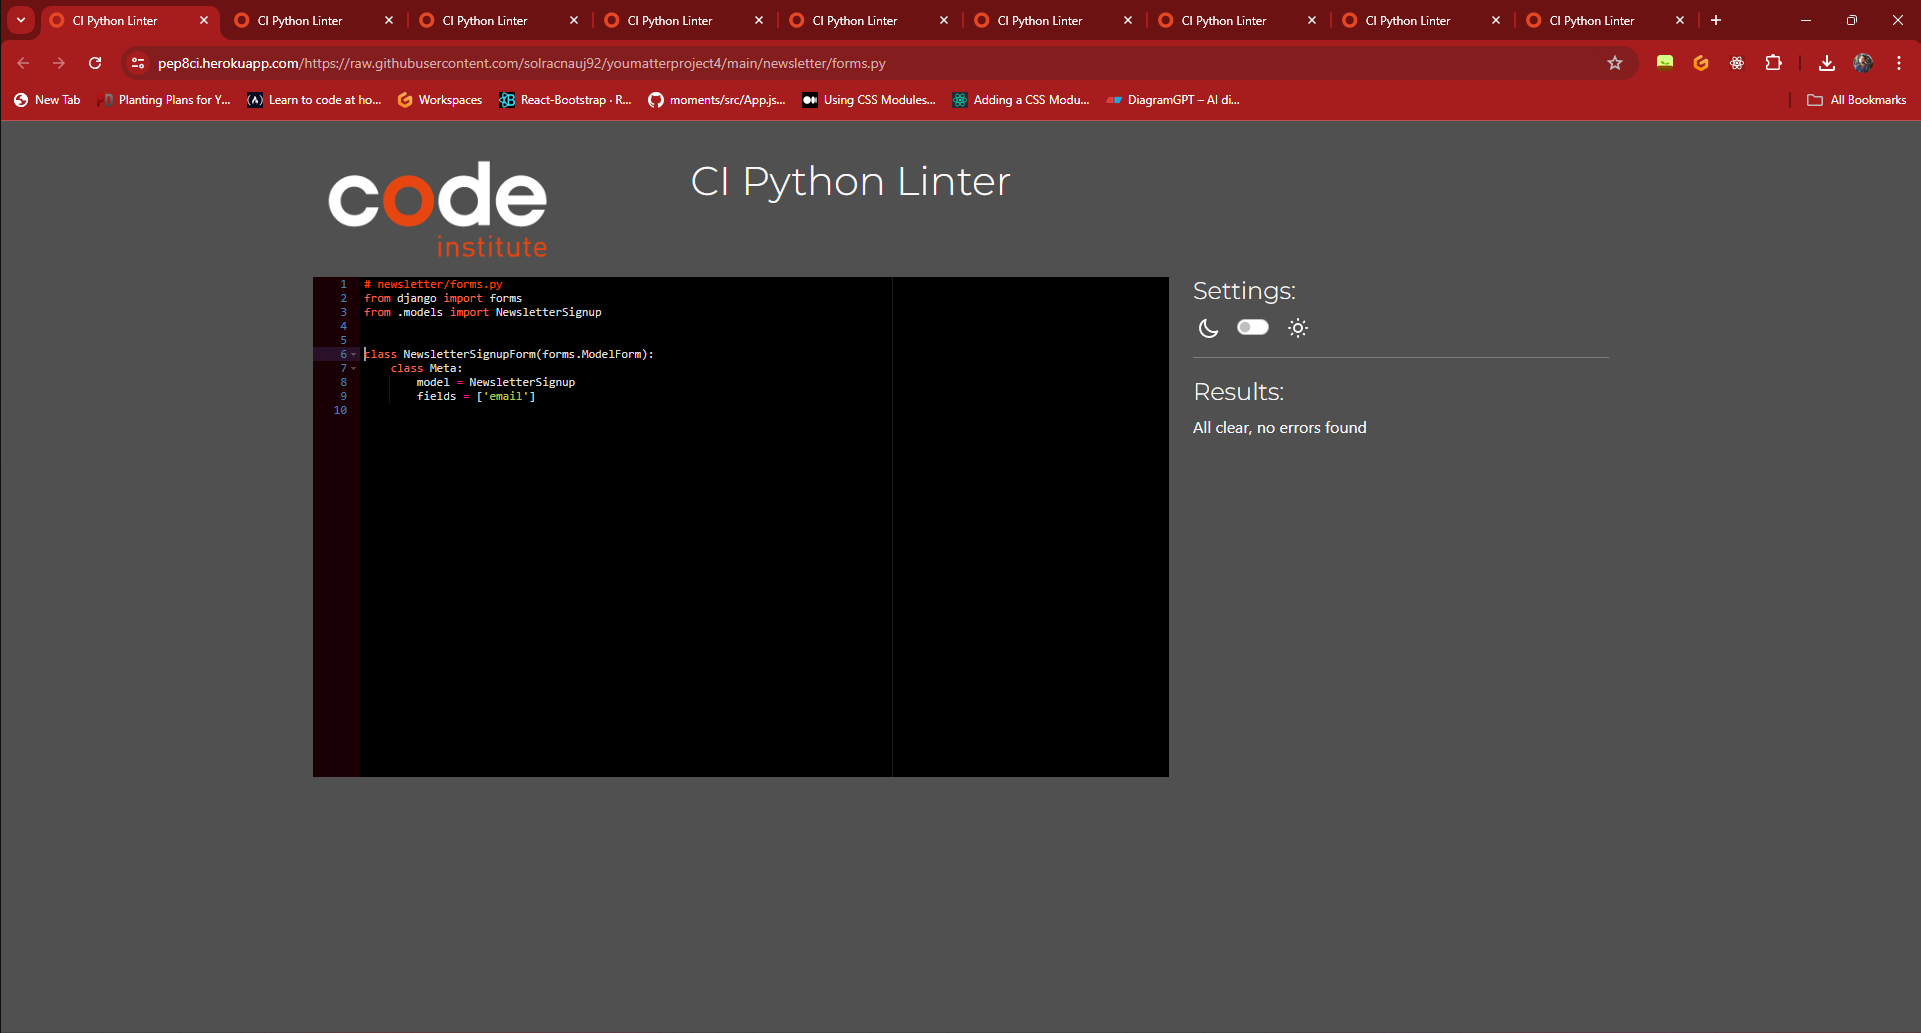 CI Python Linter
CI Python Linter
CI Python Linter
CI Python Linter
CI Python Linter
CI Python Linter
CI Python Linter
CI Python Linter
CI Python Linter
pep8ci.herokuapp.com/https://raw.githubusercontent.com/solracnauj92/youmatterproject4/main/newsletter/forms.py
New Tab
Planting Plans for Y...
Learn to code at ho...
Workspaces
React-Bootstrap · R...
moments/src/App.js...
Using CSS Modules...
Adding a CSS Modu...
DiagramGPT – AI di...
All Bookmarks
code
institute
CI Python Linter
1 # newsletter/forms.py
2 from django import forms
3 from .models import NewsletterSignup
4
5
6 class NewsletterSignupForm(forms.ModelForm):
7 class Meta:
8 model = NewsletterSignup
9 fields = ['email']
10
Settings:
Results:
All clear, no errors found